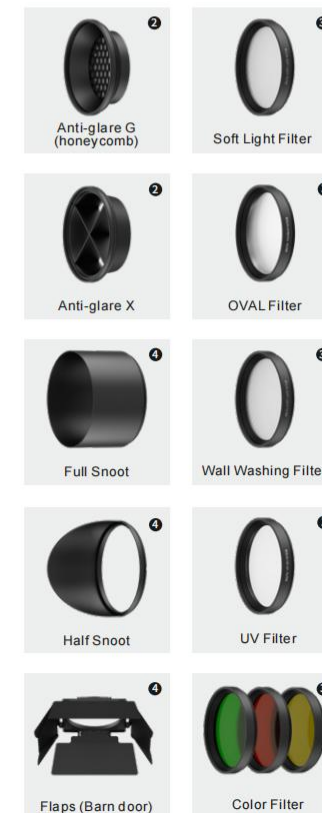 2
Anti-glare G
(honeycomb)
Soft Light Filter
2
Anti-glare X
OVAL Filter
4
Full Snoot
Wall Washing Filte
4
Half Snoot
UV Filter
4
Flaps (Barn door)
Color Filter